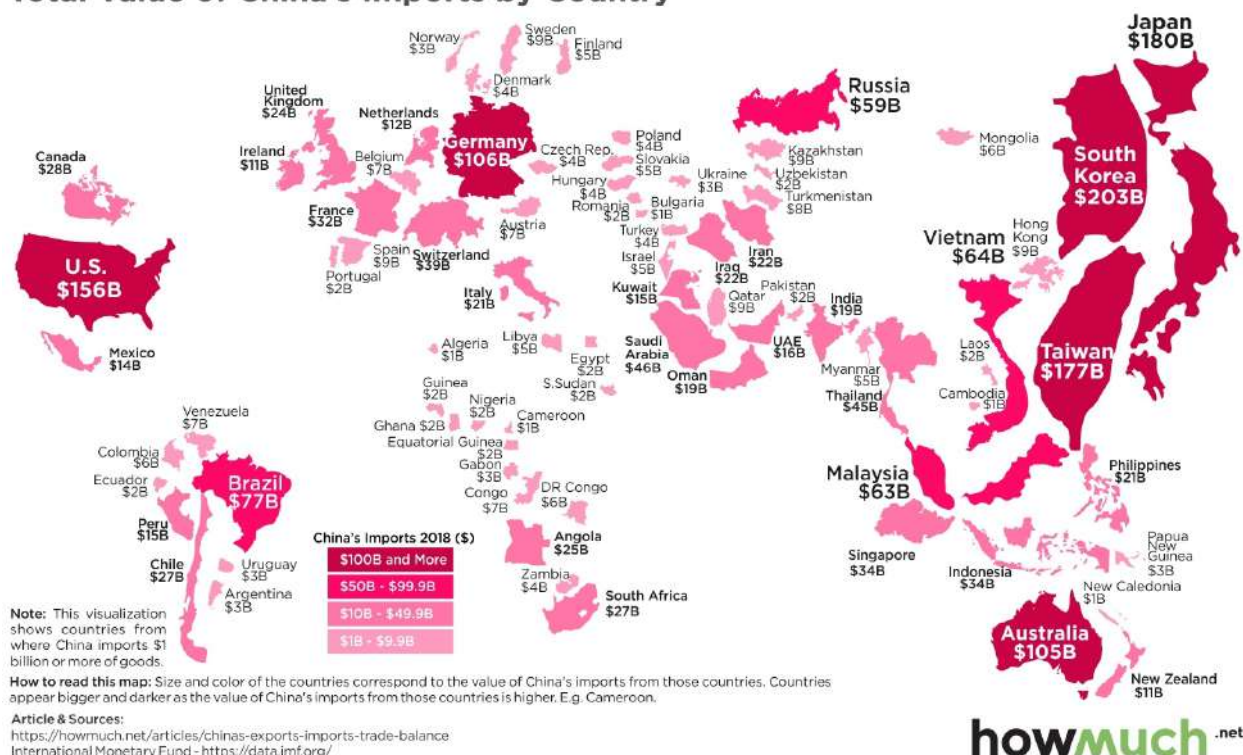 Total Value of China's Imports by Country
Norway
$3B
Sweden
$9B
Finland
$5B
Denmark
$4B
United
Kingdom
$24B
Netherlands
$12B
Germany
$106B
Ireland
$11B
Belgium
$7B
Czech Rep.
$4B
Poland
$4B
Slovakia
$5B
Hungary
$4B
Ukraine
$3B
Romania
$2B
Bulgaria
$1B
France
$32B
Switzerland
$39B
Austria
$7B
Spain
$9B
Portugal
$2B
Italy
$21B
Canada
$28B
U.S.
$156B
Mexico
$14B
Russia
$59B
Kazakhstan
$9B
Uzbekistan
$2B
Turkmenistan
$8B
Mongolia
$6B
Japan
$180B
South
Korea
$203B
Hong
Kong
$9B
Vietnam
$64B
Taiwan
$177B
Turkey
$4B
Israel
$5B
Kuwait
$15B
Iraq
$22B
Iran
$22B
Qatar
$9B
Pakistan
$2B
India
$19B
Saudi
Arabia
$46B
Oman
$19B
UAE
$16B
Myanmar
$5B
Thailand
$45B
Laos
$2B
Cambodia
$1B
Algeria
$1B
Libya
$5B
Egypt
$2B
S.Sudan
$2B
Guinea
$2B
Nigeria
$2B
Ghana $2B
Cameroon
$1B
Equatorial Guinea
$2B
Gabon
$3B
Congo
$7B
DR Congo
$6B
Angola
$25B
Zambia
$4B
South Africa
$27B
Venezuela
$7B
Colombia
$6B
Ecuador
$2B
Brazil
$77B
Peru
$15B
Chile
$27B
Uruguay
$3B
Argentina
$3B
Malaysia
$63B
Philippines
$21B
Singapore
$34B
Indonesia
$34B
Papua
New
Guinea
$3B
New Caledonia
$1B
Australia
$105B
New Zealand
$11B
China's Imports 2018 ($)
$100B and More
$50B - $99.9B
$10B - $49.9B
$1B - $9.9B
Note: This visualization
shows countries from
where China imports $1
billion or more of goods.
How to read this map: Size and color of the countries correspond to the value of China's imports from those countries. Countries
appear bigger and darker as the value of China's imports from those countries is higher. E.g. Cameroon.
Article & Sources:
https://howmuch.net/articles/chinas-exports-imports-trade-balance
International Monetary Fund - https://data.imf.org/
howmuch.net